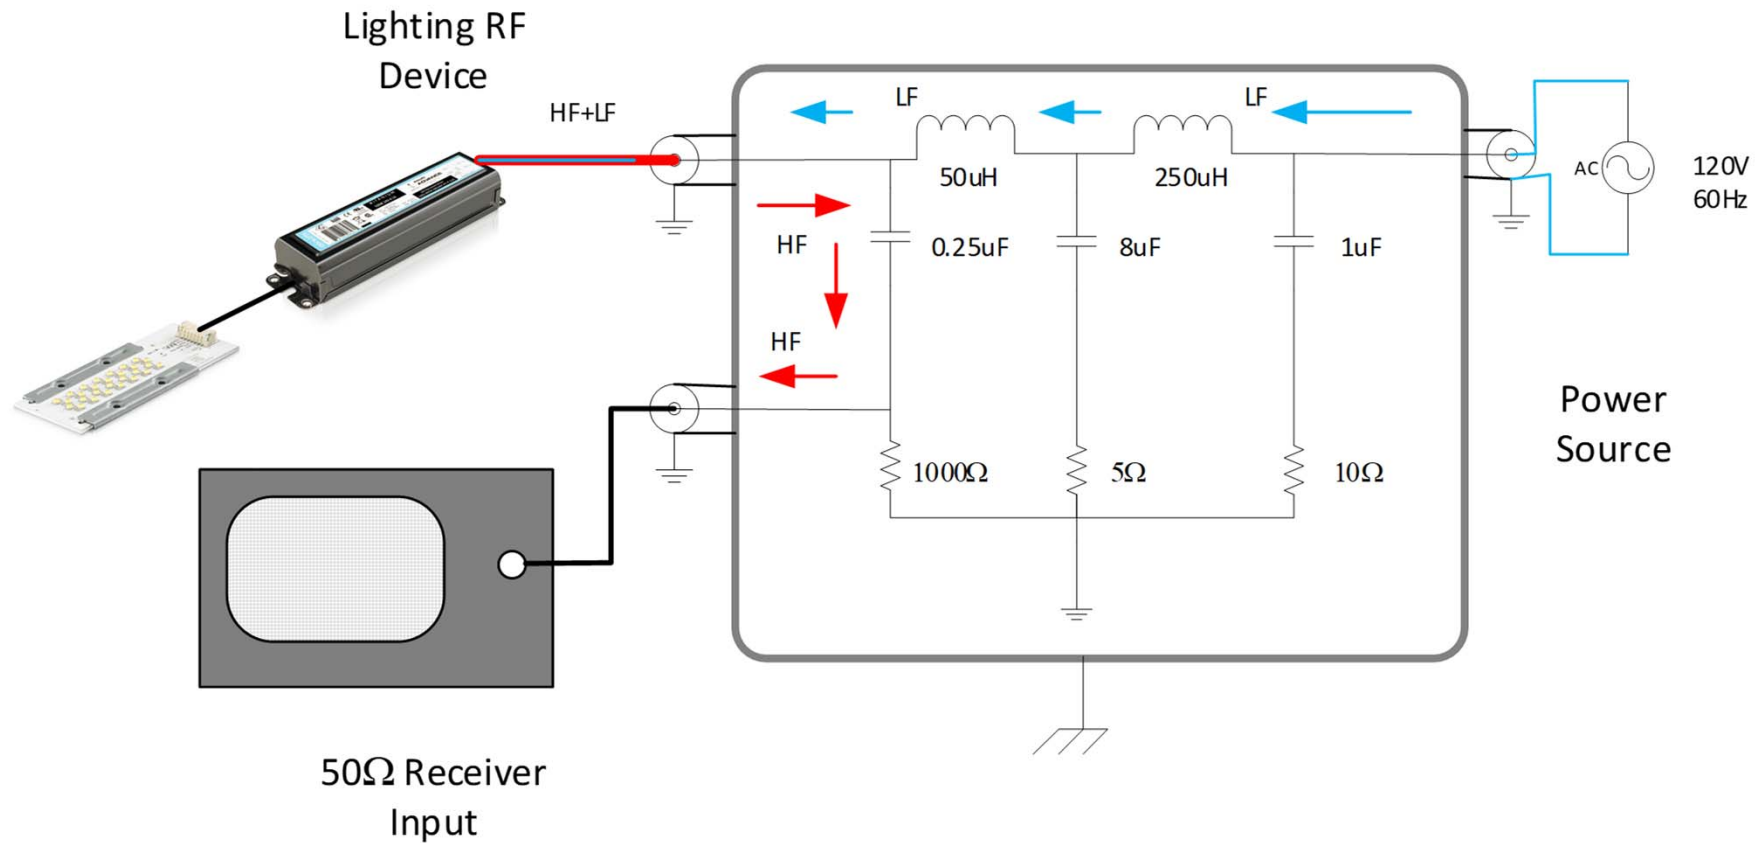 Lighting RF
Device
HF+LF
LF
LF
50uH
250uH
AC
120V
60Hz
HF
0.25uF
8uF
1uF
HF
1000Ω
5Ω
10Ω
Power
Source
50Ω Receiver
Input